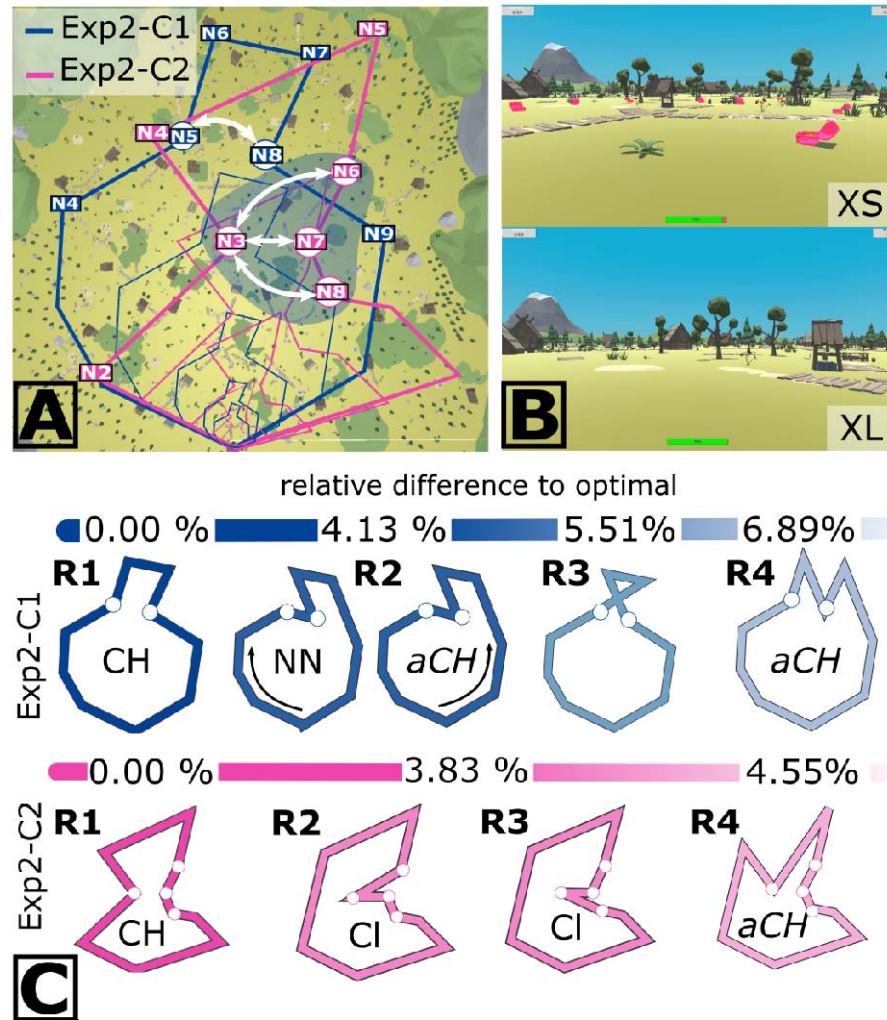 Exp2-C1
Exp2-C2
N6
N7
N5
N4
N5
N8
N6
N4
N3
N7
N9
N8
N2
A
XS
B
XL
relative difference to optimal
0.00 % 4.13 % 5.51% 6.89%
Exp2-C1
R1 R2 R3 R4
CH NN aCH aCH
0.00 % 3.83 % 4.55%
Exp2-C2
R1 R2 R3 R4
CH Cl Cl aCH
C